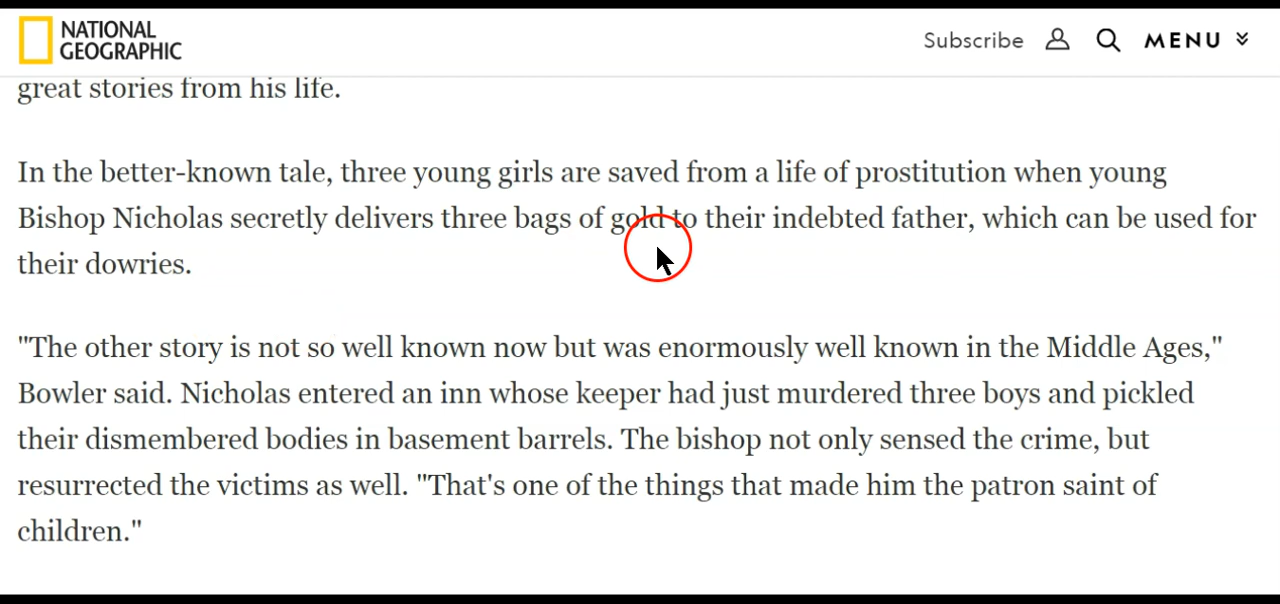 NATIONAL
GEOGRAPHIC
Subscribe
MENU
great stories from his life.
In the better-known tale, three young girls are saved from a life of prostitution when young
Bishop Nicholas secretly delivers three bags of gold to their indebted father, which can be used for
their dowries.
"The other story is not so well known now but was enormously well known in the Middle Ages,"
Bowler said. Nicholas entered an inn whose keeper had just murdered three boys and pickled
their dismembered bodies in basement barrels. The bishop not only sensed the crime, but
resurrected the victims as well. "That's one of the things that made him the patron saint of
children."